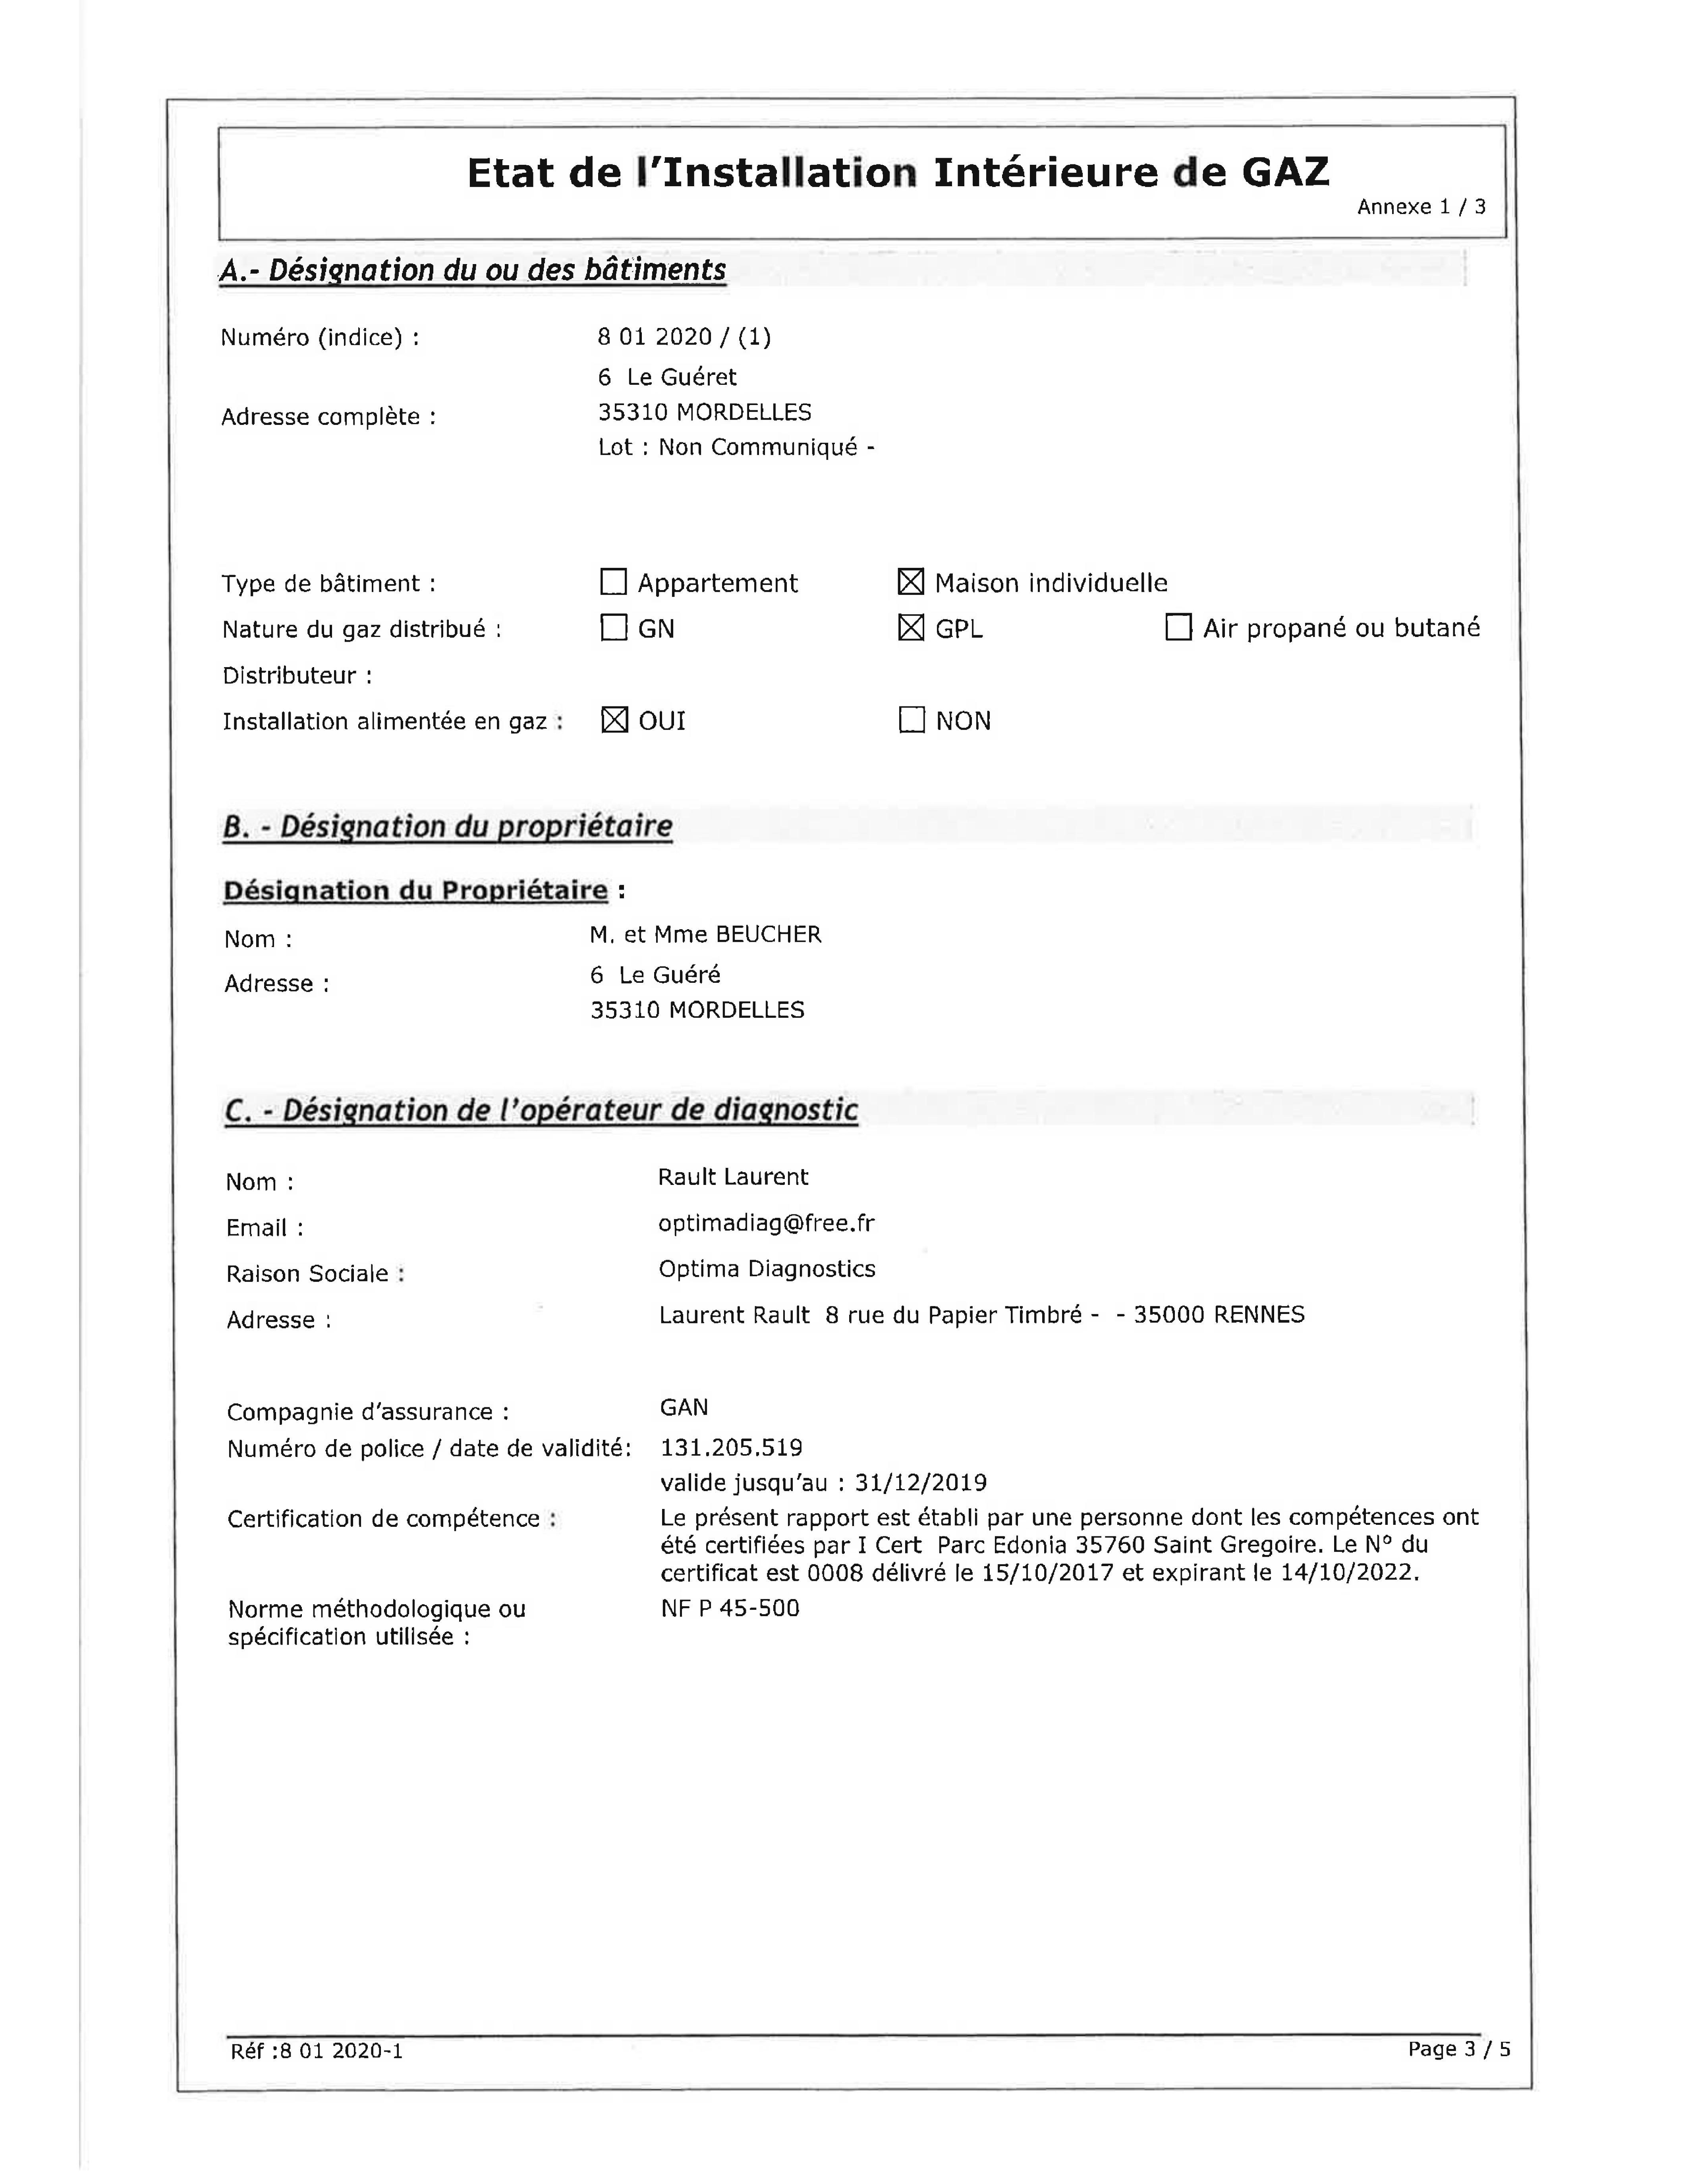 Etat de l'Installation Intérieure de GAZ
Annexe 1 / 3
A.- Désignation du ou des bâtiments
Numéro (indice) : 8 01 2020 / (1)
6 Le Guéret
Adresse complète : 35310 MORDELLES
Lot : Non Communiqué -
Type de bâtiment : ☐ Appartement ☒ Maison individuelle
Nature du gaz distribué : ☐ GN ☒ GPL ☐ Air propané ou butané
Distributeur :
Installation alimentée en gaz : ☒ OUI ☐ NON
B. - Désignation du propriétaire
Désignation du Propriétaire :
Nom : M. et Mme BEUCHER
Adresse : 6 Le Guéré
35310 MORDELLES
C. - Désignation de l'opérateur de diagnostic
Nom : Rault Laurent
Email : optimadiag@free.fr
Raison Sociale : Optima Diagnostics
Adresse : Laurent Rault 8 rue du Papier Timbré - - 35000 RENNES
Compagnie d'assurance : GAN
Numéro de police / date de validité: 131.205.519
valide jusqu'au : 31/12/2019
Certification de compétence : Le présent rapport est établi par une personne dont les compétences ont
été certifiées par I Cert Parc Edonia 35760 Saint Gregoire. Le N° du
certificat est 0008 délivré le 15/10/2017 et expirant le 14/10/2022.
Norme méthodologique ou NF P 45-500
spécification utilisée :
Réf :8 01 2020-1 Page 3 / 5